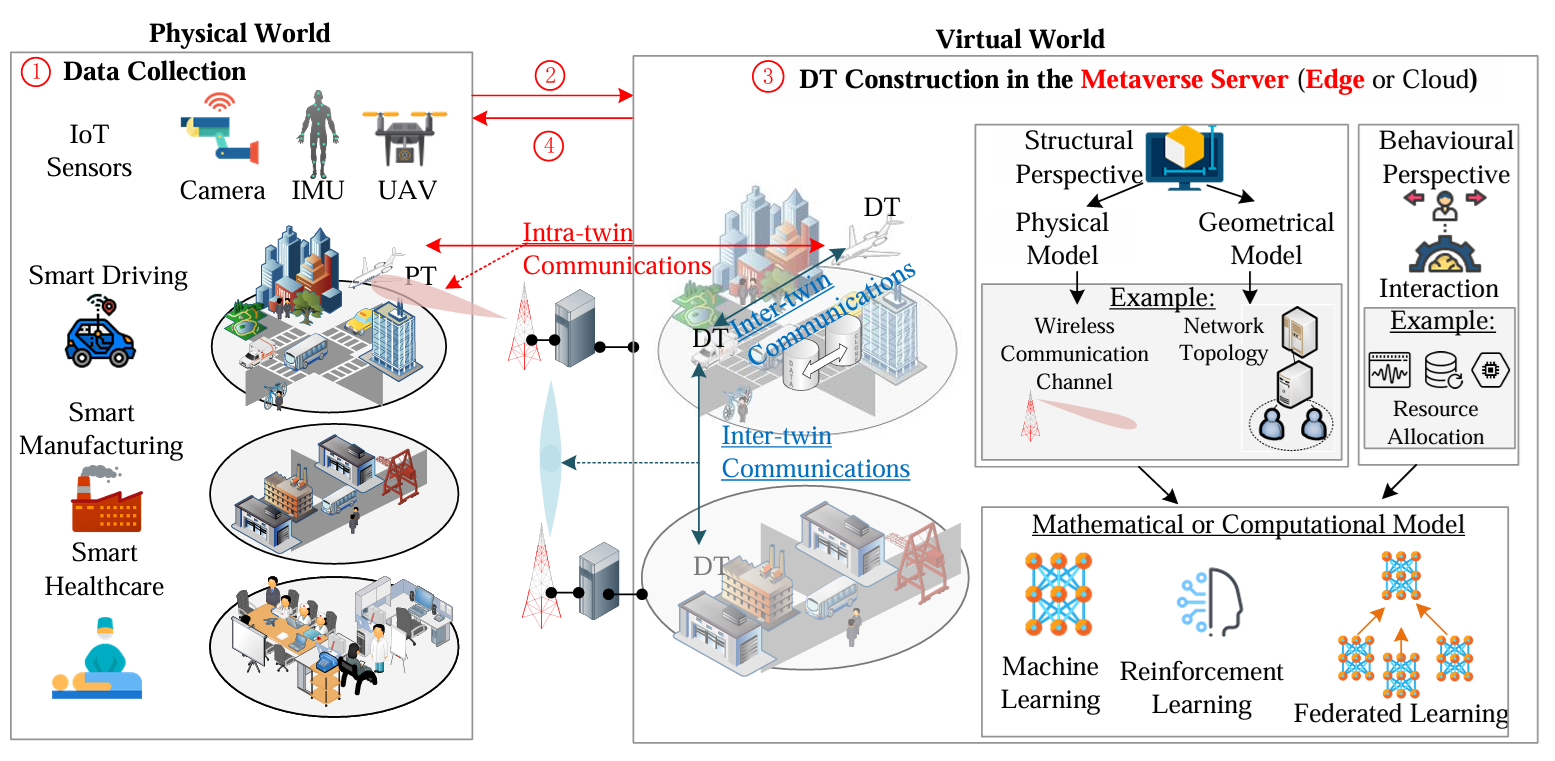 Physical World
① Data Collection
IoT
Sensors
Camera
IMU
UAV
Smart Driving
PT
Smart
Manufacturing
Smart
Healthcare
②
④
Intra-twin
Communications
Inter-twin
Communications
Virtual World
③ DT Construction in the Metaverse Server (Edge or Cloud)
DT
Inter-twin
Communications
DT
DATA
DT
Structural
Perspective
Physical
Model
Geometrical
Model
Example:
Wireless
Communication
Channel
Network
Topology
Behavioural
Perspective
Interaction
Example:
Resource
Allocation
Mathematical or Computational Model
Machine
Learning
Reinforcement
Learning
Federated Learning